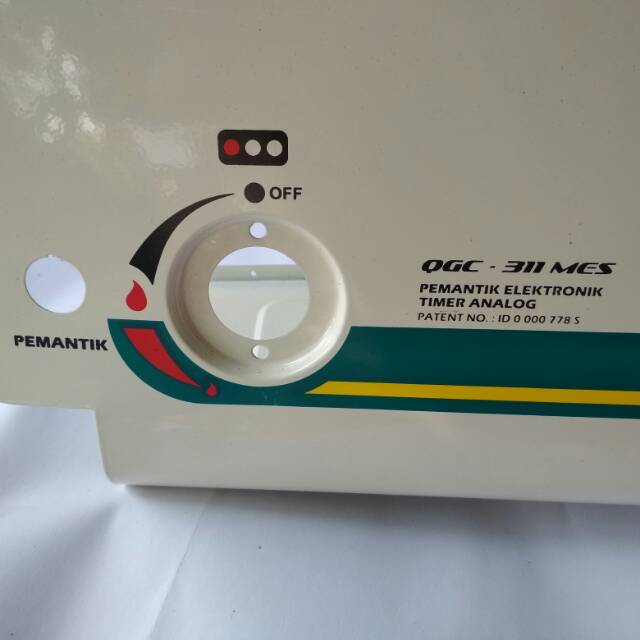 OFF
QGC - 311 MES
PEMANTIK ELEKTRONIK
TIMER ANALOG
PATENT NO. : ID 0 000 778 S
PEMANTIK